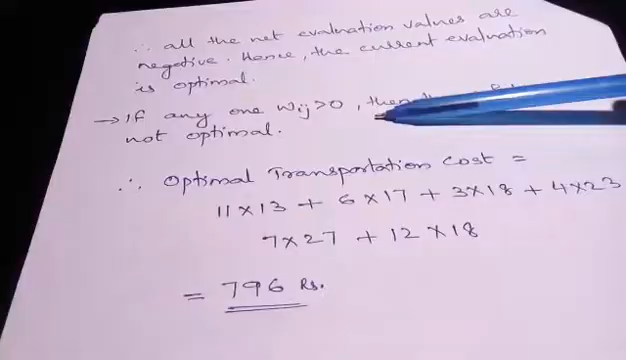 ∴ all the net evaluation values are
negative. Hence, the current evaluation
is optimal.
→ If any one Wij>0, then
not optimal.
∴ Optimal Transportation cost =
11×13 + 6×17 + 3×18 + 4×23
7×27 + 12×18
= 796 Rs.